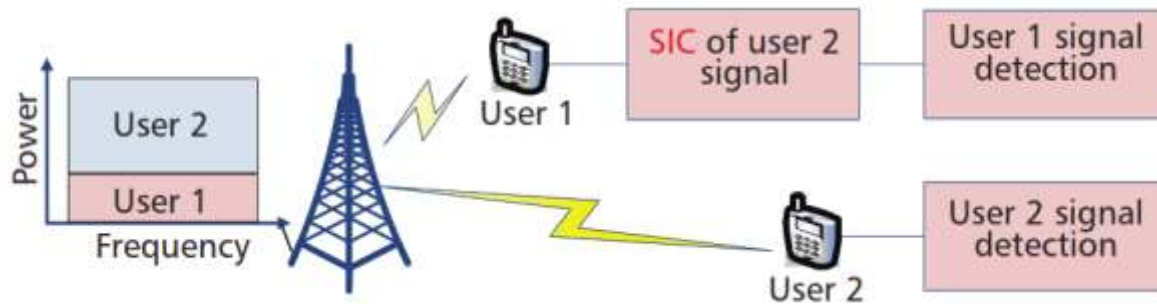 Power
User 2
User 1
Frequency
User 1
SIC of user 2
signal
User 1 signal
detection
User 2
User 2 signal
detection